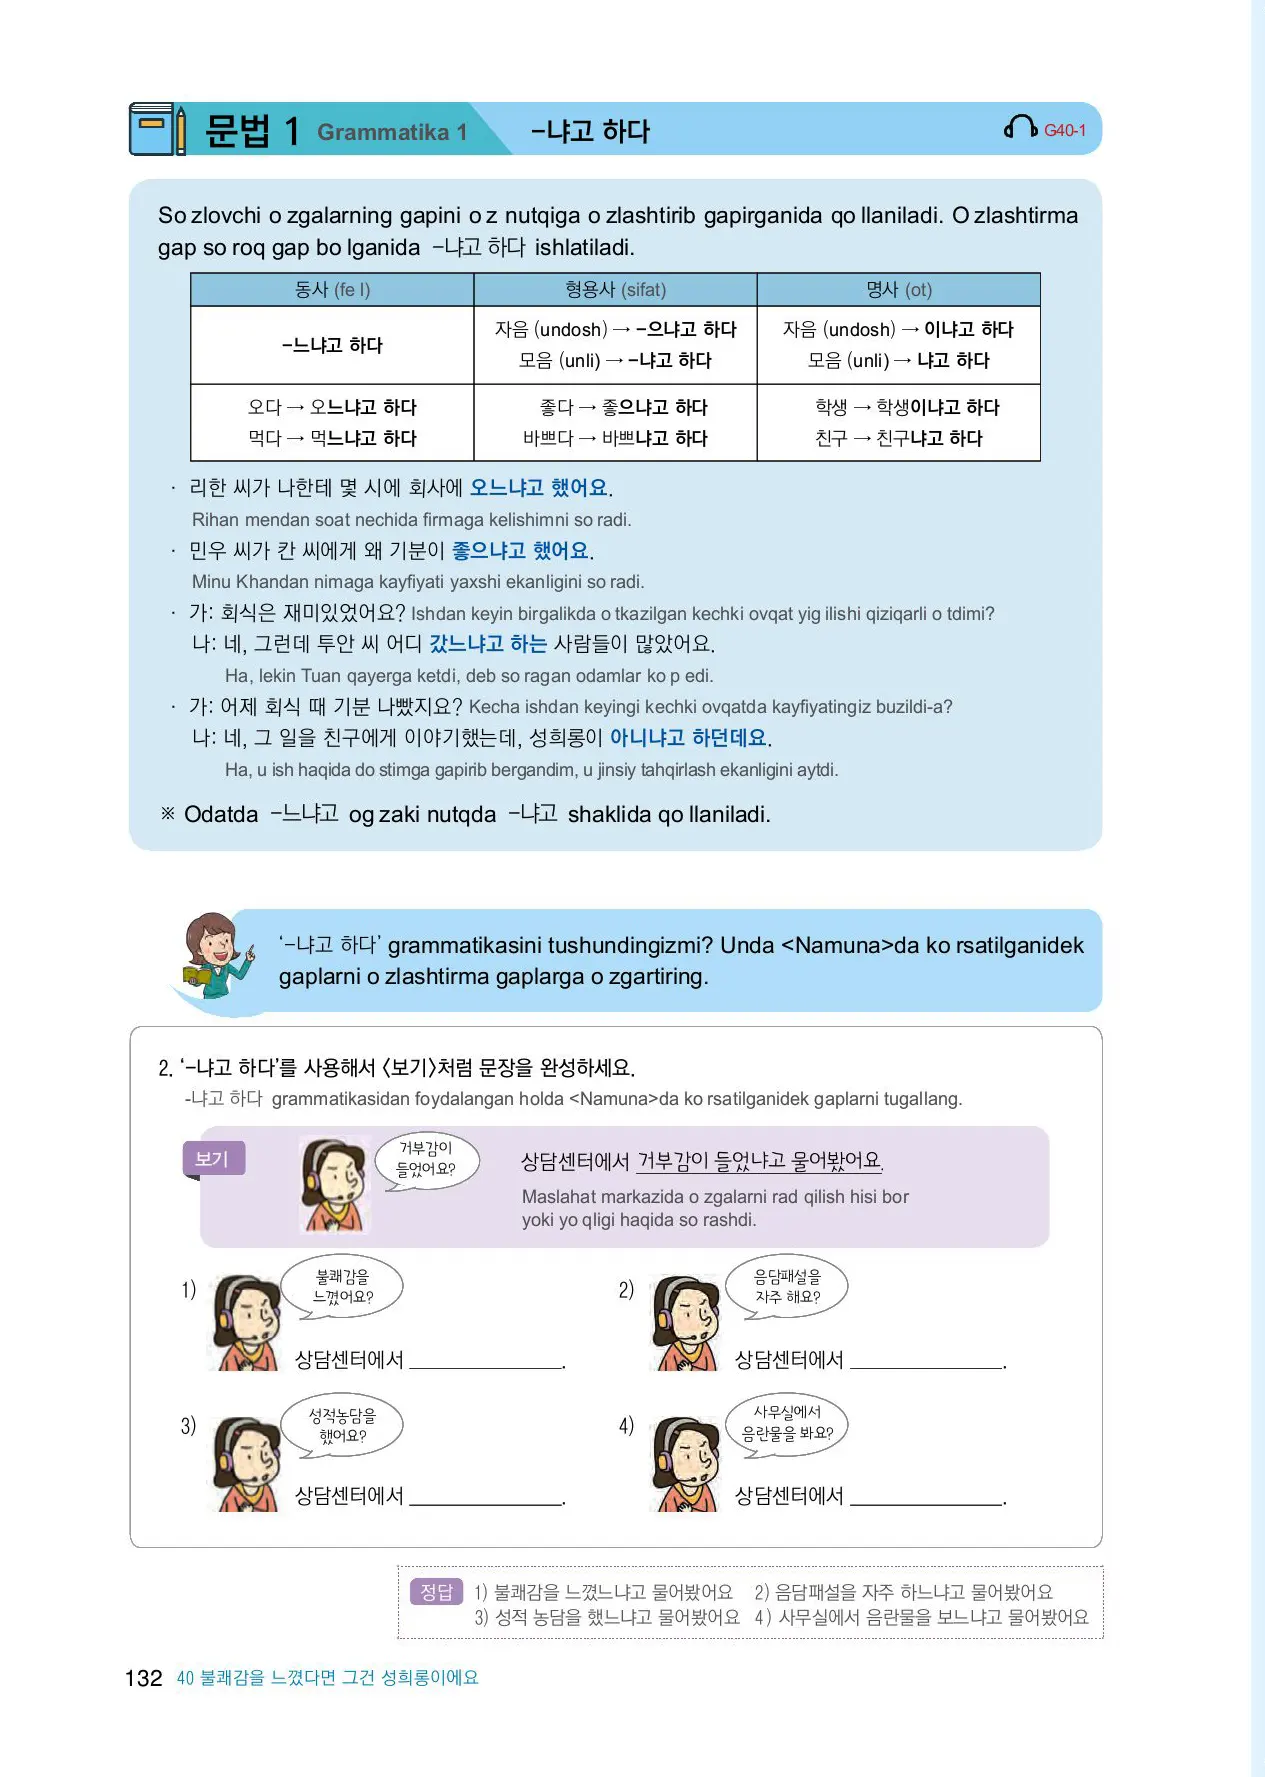 문법 1 Grammatika 1 -냐고 하다 G40-1
So zlovchi o zgalarning gapini o z nutqiga o zlashtirib gapirganida qo llaniladi. O zlashtirma
gap so roq gap bo lganida -냐고 하다 ishlatiladi.
동사 (fe l) 형용사 (sifat) 명사 (ot)
-느냐고 하다
자음 (undosh) → -으냐고 하다
모음 (unli) → -냐고 하다
자음 (undosh) → 이냐고 하다
모음 (unli) → 냐고 하다
오다 → 오느냐고 하다
먹다 → 먹느냐고 하다
좋다 → 좋으냐고 하다
바쁘다 → 바쁘냐고 하다
학생 → 학생이냐고 하다
친구 → 친구냐고 하다
· 리한 씨가 나한테 몇 시에 회사에 오느냐고 했어요.
Rihan mendan soat nechida firmaga kelishimni so radi.
· 민우 씨가 칸 씨에게 왜 기분이 좋으냐고 했어요.
Minu Khandan nimaga kayfiyati yaxshi ekanligini so radi.
· 가: 회식은 재미있었어요? Ishdan keyin birgalikda o tkazilgan kechki ovqat yig ilishi qiziqarli o tdimi?
나: 네, 그런데 투안 씨 어디 갔느냐고 하는 사람들이 많았어요.
Ha, lekin Tuan qayerga ketdi, deb so ragan odamlar ko p edi.
· 가: 어제 회식 때 기분 나빴지요? Kecha ishdan keyingi kechki ovqatda kayfiyatingiz buzildi-a?
나: 네, 그 일을 친구에게 이야기했는데, 성희롱이 아니냐고 하던데요.
Ha, u ish haqida do stimga gapirib bergandim, u jinsiy tahqirlash ekanligini aytdi.
※ Odatda -느냐고 og zaki nutqda -냐고 shaklida qo llaniladi.
‘-냐고 하다’ grammatikasini tushundingizmi? Unda <Namuna>da ko rsatilganidek
gaplarni o zlashtirma gaplarga o zgartiring.
2. ‘-냐고 하다’를 사용해서 〈보기〉처럼 문장을 완성하세요.
-냐고 하다 grammatikasidan foydalangan holda <Namuna>da ko rsatilganidek gaplarni tugallang.
보기
거부감이
들었어요?
상담센터에서 거부감이 들었냐고 물어봤어요.
Maslahat markazida o zgalarni rad qilish hisi bor
yoki yo qligi haqida so rashdi.
1)
불쾌감을
느꼈어요?
상담센터에서 ______________.
2)
음담패설을
자주 해요?
상담센터에서 ______________.
3)
성적농담을
했어요?
상담센터에서 ______________.
4)
사무실에서
음란물을 봐요?
상담센터에서 ______________.
정답 1) 불쾌감을 느꼈느냐고 물어봤어요 2) 음담패설을 자주 하느냐고 물어봤어요
3) 성적 농담을 했느냐고 물어봤어요 4) 사무실에서 음란물을 보느냐고 물어봤어요
132 40 불쾌감을 느꼈다면 그건 성희롱이에요